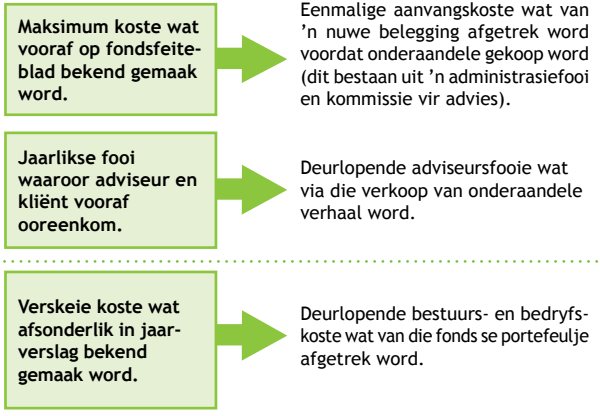 Maksimum koste wat
vooraf op fondsfeite-
blad bekend gemaak
word.
Eenmalige aanvangskoste wat van
’n nuwe belegging afgetrek word
voordat onderaandele gekoop word
(dit bestaan uit ’n administrasiefooi
en kommissie vir advies).
Jaarlikse fooi
waaroor adviseur en
kliënt vooraf
ooreenkom.
Deurlopende adviseursfooie wat
via die verkoop van onderaandele
verhaal word.
Verskeie koste wat
afsonderlik in jaar-
verslag bekend
gemaak word.
Deurlopende bestuurs- en bedryfs-
koste wat van die fonds se portefeulje
afgetrek word.